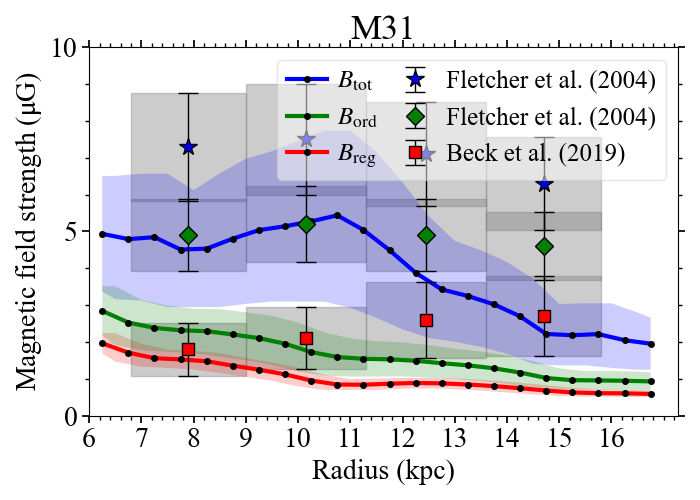 M31
Magnetic field strength (µG)
10
5
0
B_tot
B_ord
B_reg
Fletcher et al. (2004)
Fletcher et al. (2004)
Beck et al. (2019)
6 7 8 9 10 11 12 13 14 15 16
Radius (kpc)